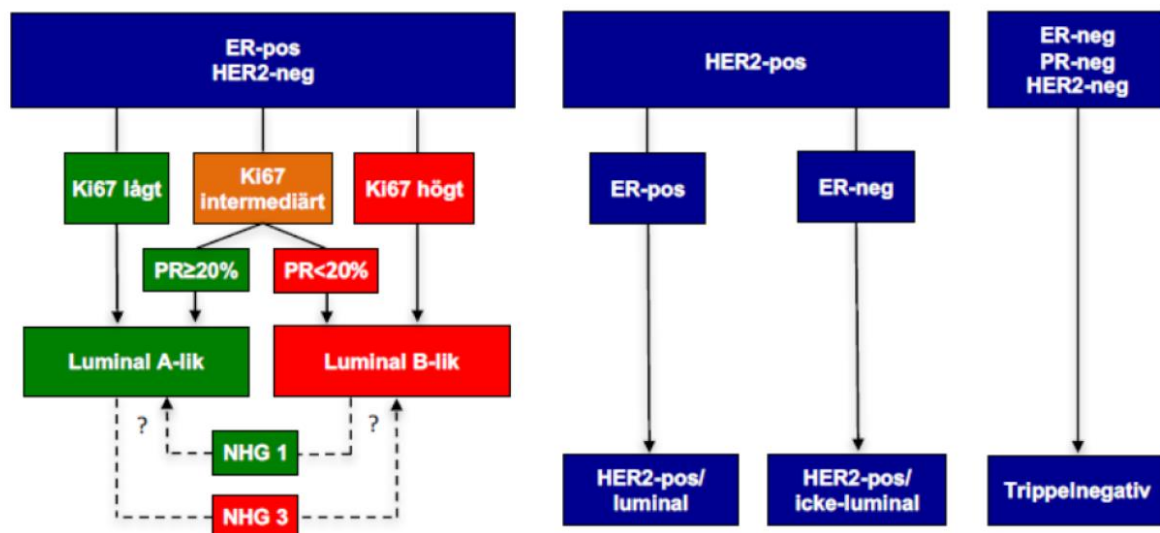 ER-pos
HER2-neg
Ki67 lågt
Ki67
intermediärt
Ki67 högt
PR≥20%
PR<20%
Luminal A-lik
Luminal B-lik
?
?
NHG 1
NHG 3
HER2-pos
ER-pos
ER-neg
HER2-pos/
luminal
HER2-pos/
icke-luminal
ER-neg
PR-neg
HER2-neg
Trippelnegativ